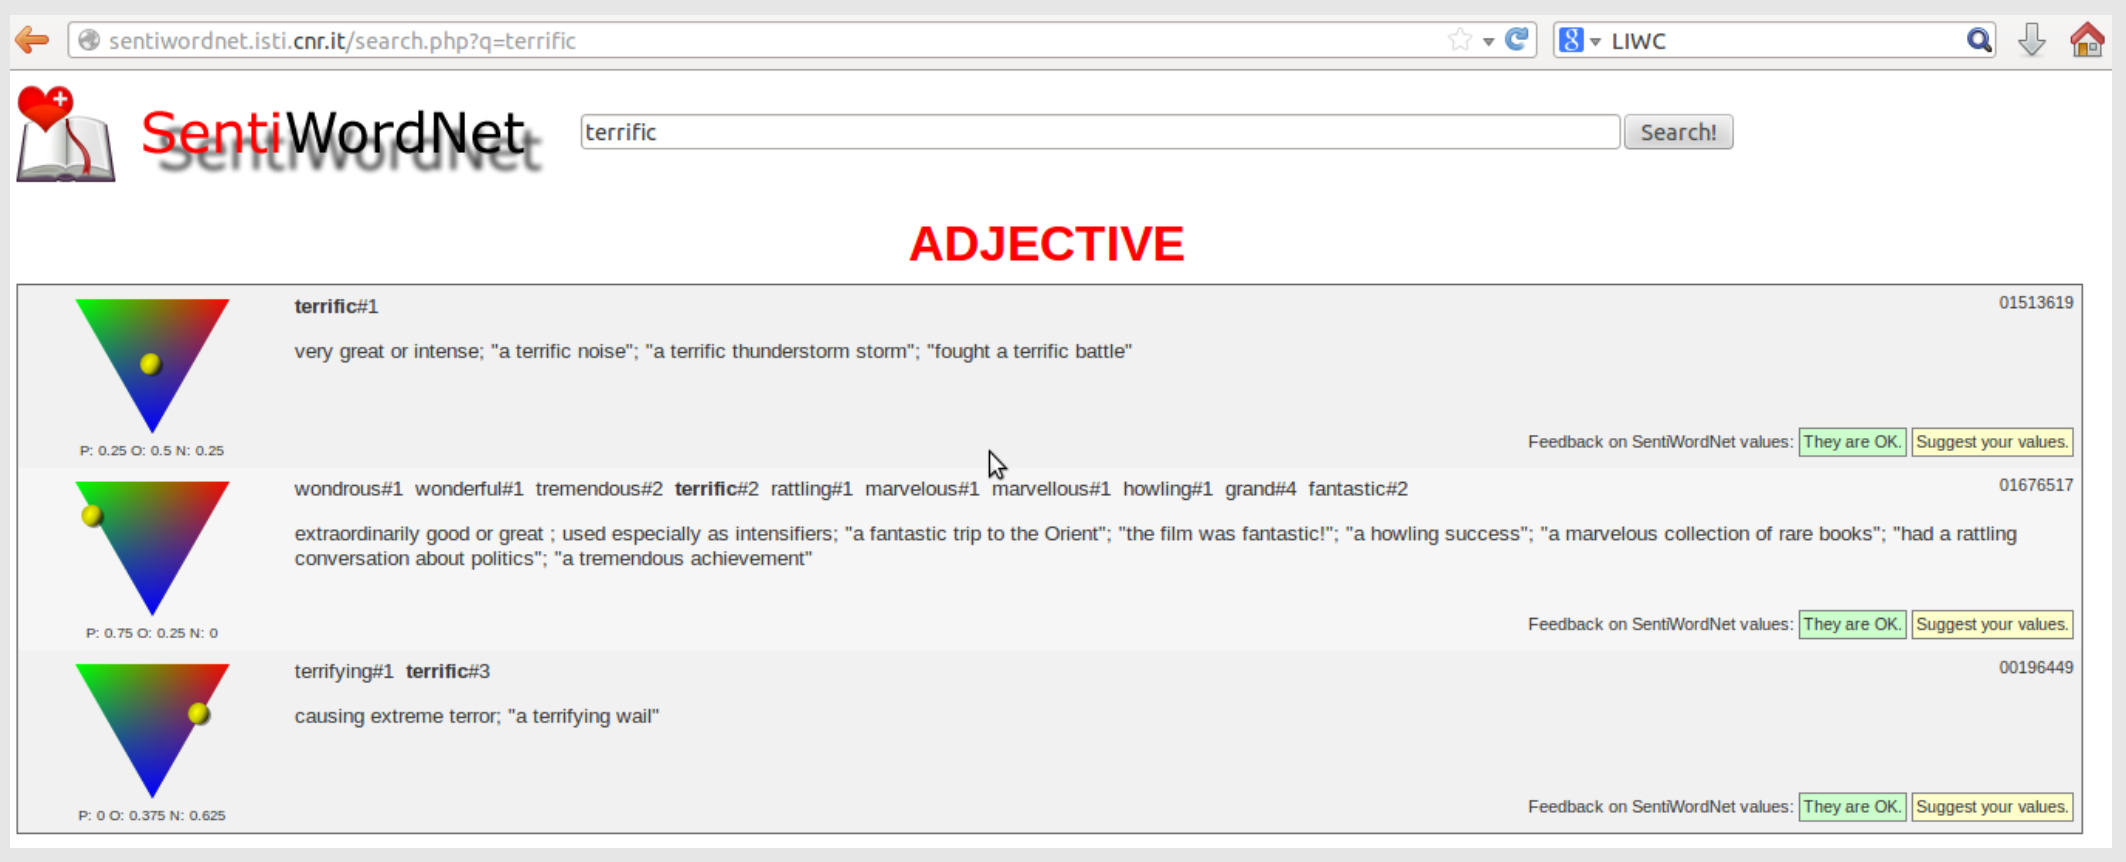 sentiwordnet.isti.cnr.it/search.php?q=terrific
8 LIWC
SentiWordNet
terrific
Search!
ADJECTIVE
terrific#1
01513619
very great or intense; "a terrific noise"; "a terrific thunderstorm storm"; "fought a terrific battle"
P: 0.25 O: 0.5 N: 0.25
Feedback on SentiWordNet values: They are OK. Suggest your values.
wondrous#1 wonderful#1 tremendous#2 terrific#2 rattling#1 marvelous#1 marvellous#1 howling#1 grand#4 fantastic#2
01676517
extraordinarily good or great ; used especially as intensifiers; "a fantastic trip to the Orient"; "the film was fantastic!"; "a howling success"; "a marvelous collection of rare books"; "had a rattling
conversation about politics"; "a tremendous achievement"
P: 0.75 O: 0.25 N: 0
Feedback on SentiWordNet values: They are OK. Suggest your values.
terrifying#1 terrific#3
00196449
causing extreme terror; "a terrifying wail"
P: 0 O: 0.375 N: 0.625
Feedback on SentiWordNet values: They are OK. Suggest your values.